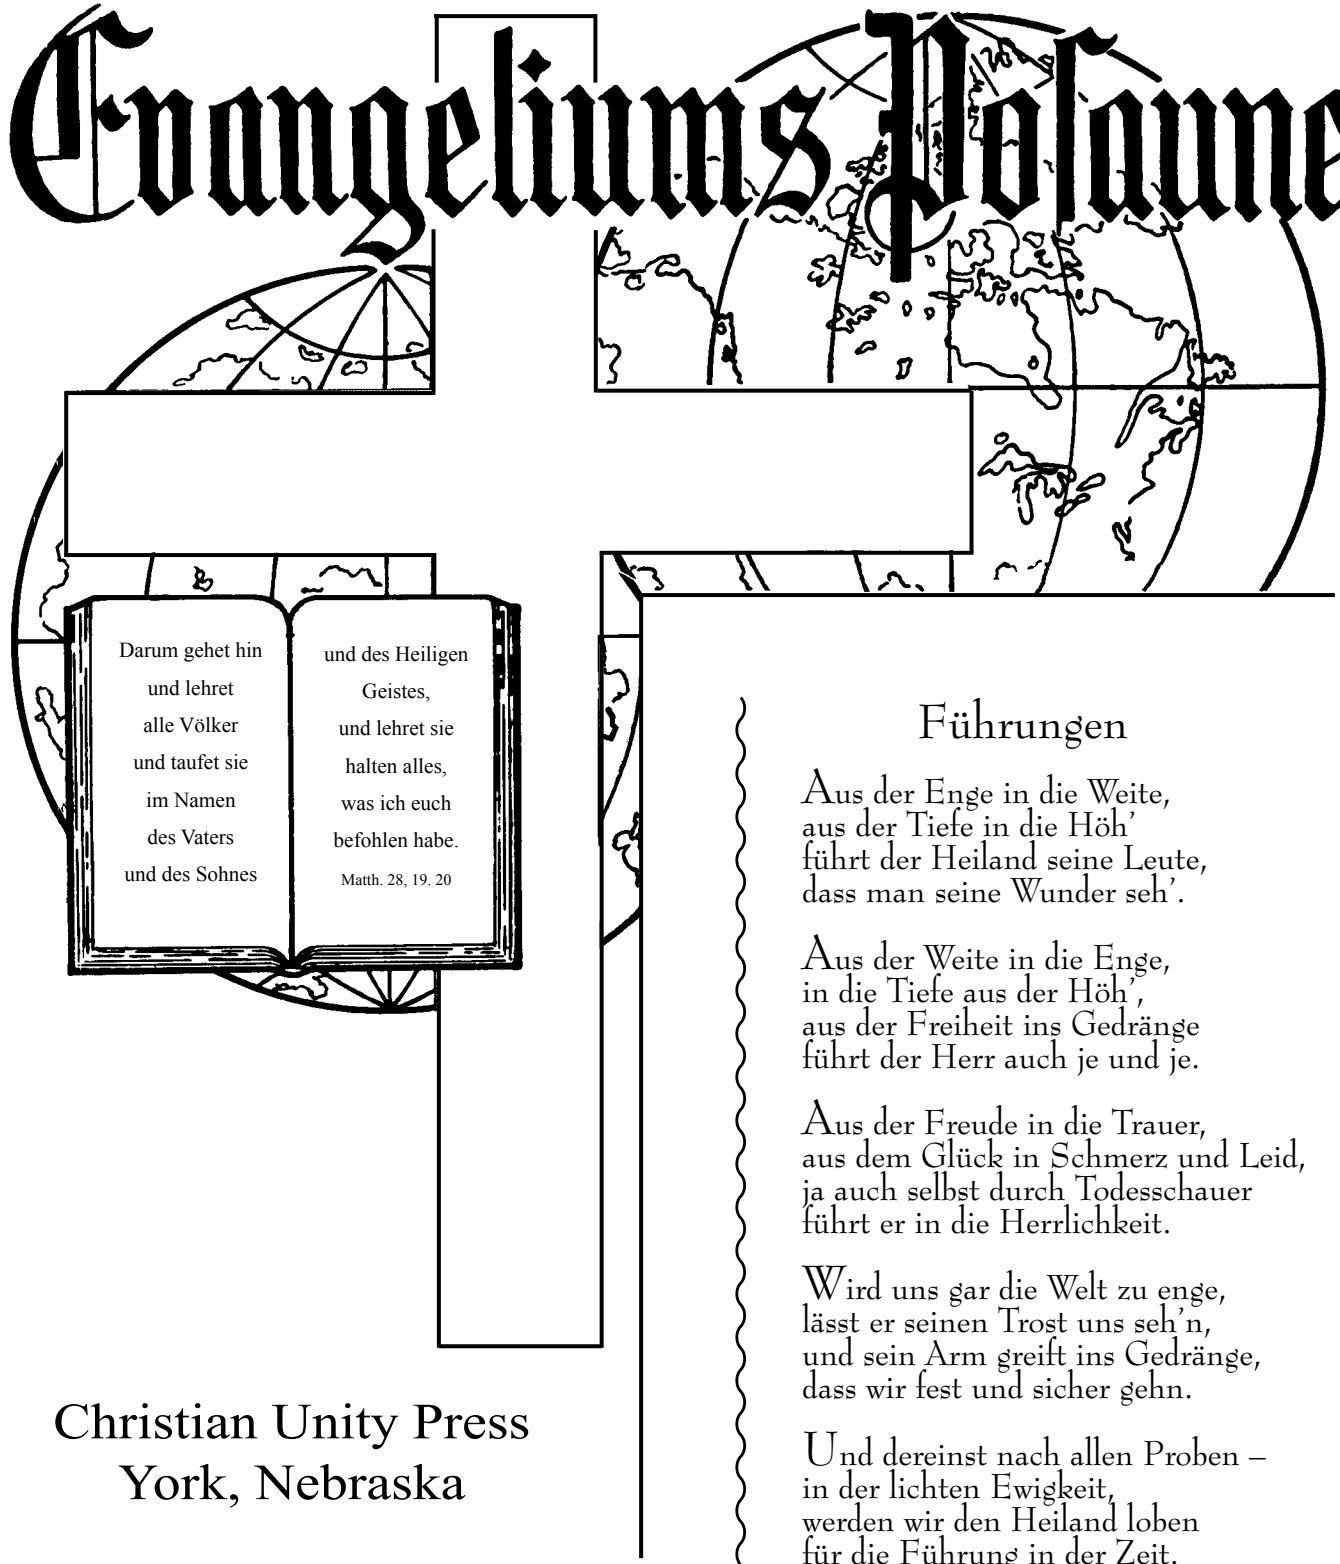 Evangeliums Posaune
Darum gehet hin
und lehret
alle Völker
und taufet sie
im Namen
des Vaters
und des Sohnes
und des Heiligen
Geistes,
und lehret sie
halten alles,
was ich euch
befohlen habe.
Matth. 28, 19. 20
Führungen
Aus der Enge in die Weite,
aus der Tiefe in die Höh’
führt der Heiland seine Leute,
dass man seine Wunder seh’.
Aus der Weite in die Enge,
in die Tiefe aus der Höh’,
aus der Freiheit ins Gedränge
führt der Herr auch je und je.
Aus der Freude in die Trauer,
aus dem Glück in Schmerz und Leid,
ja auch selbst durch Todesschauer
führt er in die Herrlichkeit.
Wird uns gar die Welt zu enge,
lässt er seinen Trost uns seh’n,
und sein Arm greift ins Gedränge,
dass wir fest und sicher gehn.
Und dereinst nach allen Proben –
in der lichten Ewigkeit,
werden wir den Heiland loben
für die Führung in der Zeit.
Christian Unity Press
York, Nebraska